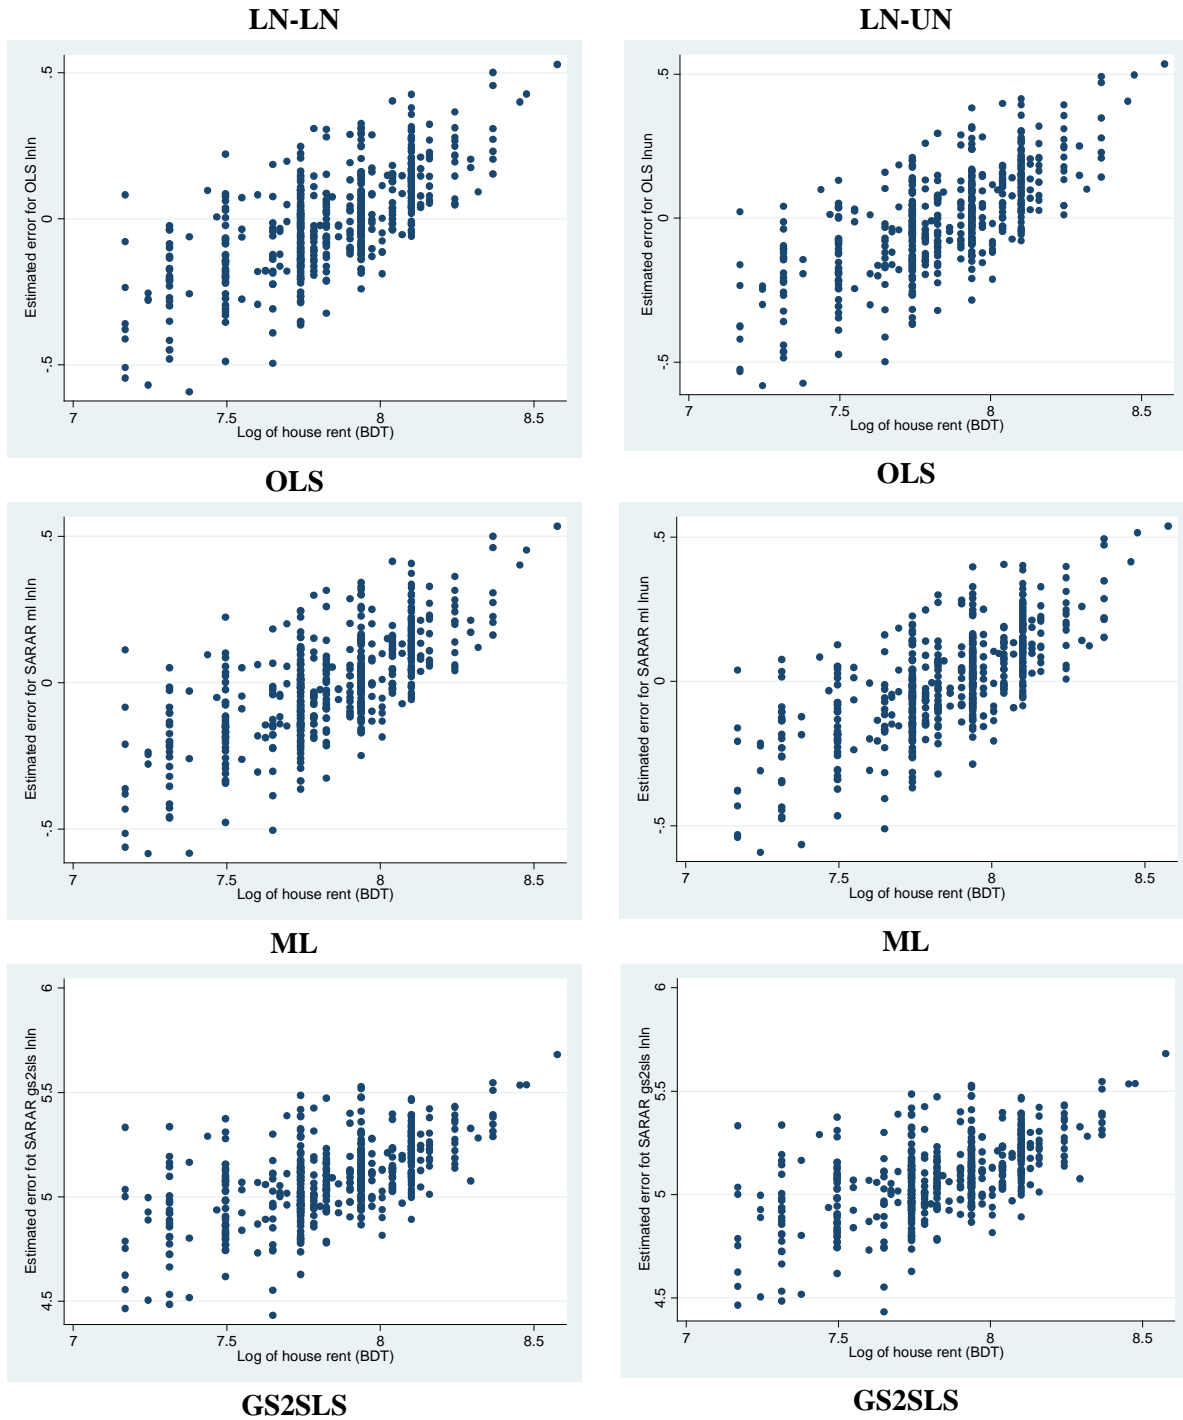 LN-LN
LN-UN
Estimated error for OLS lnln
.5
0
-.5
7
7.5
8
8.5
Log of house rent (BDT)
Estimated error for OLS lnun
.5
0
-.5
7
7.5
8
8.5
Log of house rent (BDT)
OLS
OLS
Estimated error for SARAR ml lnln
.5
0
-.5
7
7.5
8
8.5
Log of house rent (BDT)
Estimated error for SARAR ml lnun
.5
0
-.5
7
7.5
8
8.5
Log of house rent (BDT)
ML
ML
Estimated error fot SARAR gs2sls lnln
6
5.5
5
4.5
7
7.5
8
8.5
Log of house rent (BDT)
Estimated error for SARAR gs2sls lnln
6
5.5
5
4.5
7
7.5
8
8.5
Log of house rent (BDT)
GS2SLS
GS2SLS